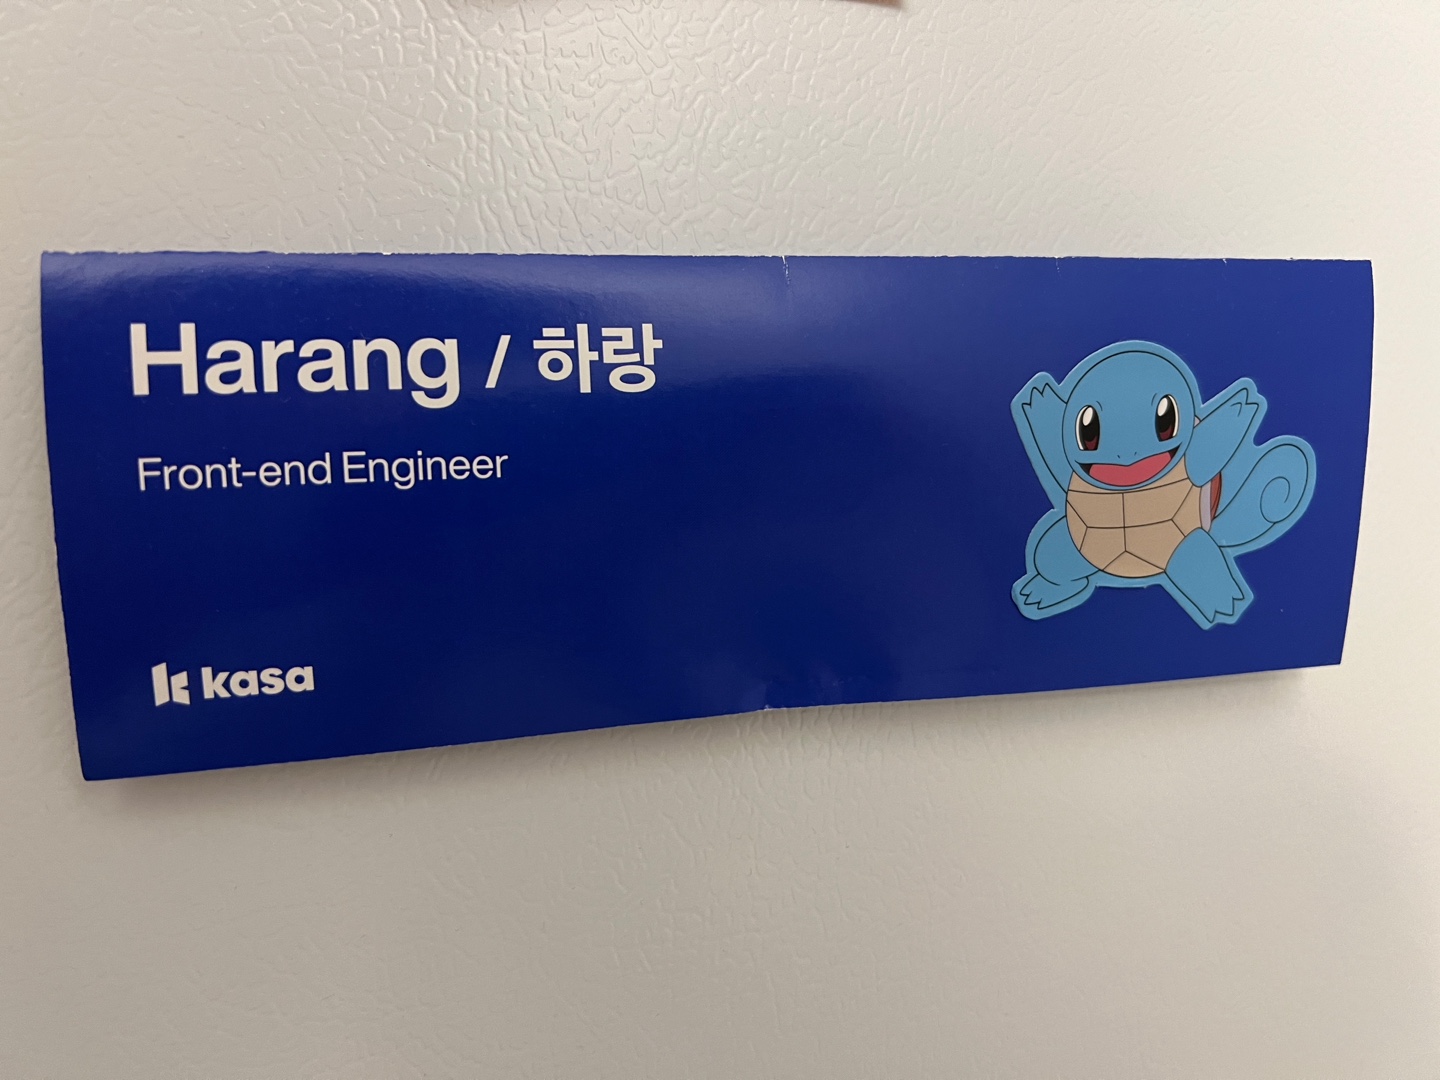 Harang / 하랑
Front-end Engineer
kasa